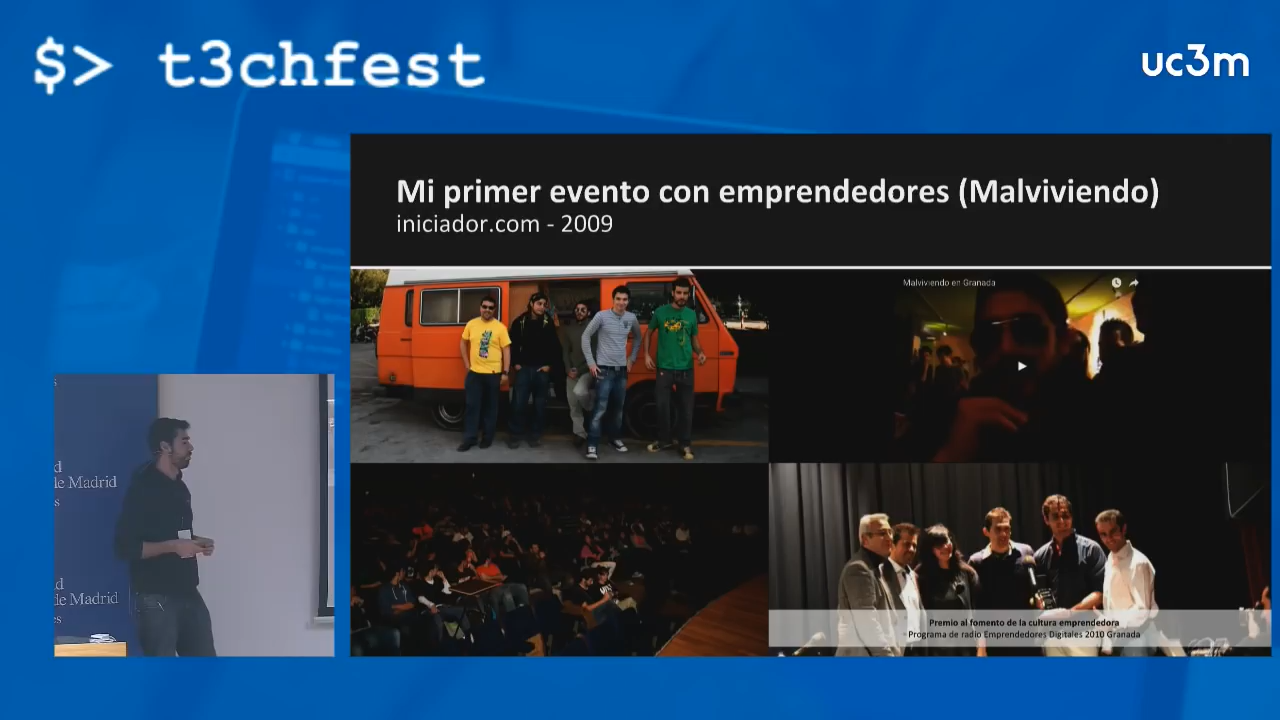 $> t3chfest
uc3m
Mi primer evento con emprendedores (Malviviendo)
iniciador.com - 2009
Malviviendo en Granada
d
de Madrid
s
d
de Madrid
es
Premio al fomento de la cultura emprendedora
- Programa de radio Emprendedores Digitales 2010 Granada